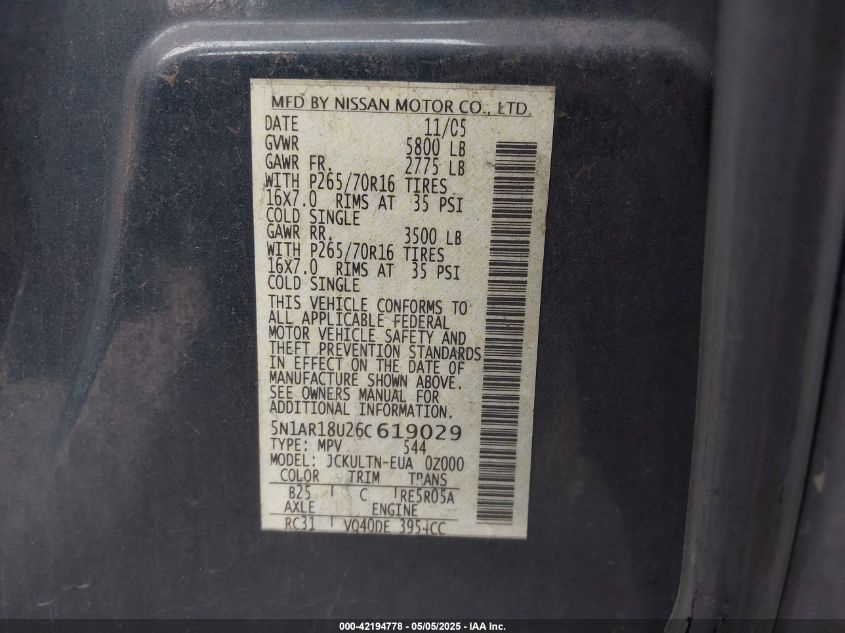 MFD BY NISSAN MOTOR CO., LTD.
DATE 11/05
GVWR 5800 LB
GAWR FR. 2775 LB
WITH P265/70R16 TIRES
16X7.0 RIMS AT 35 PSI
COLD SINGLE
GAWR RR. 3500 LB
WITH P265/70R16 TIRES
16X7.0 RIMS AT 35 PSI
COLD SINGLE
THIS VEHICLE CONFORMS TO
ALL APPLICABLE FEDERAL
MOTOR VEHICLE SAFETY AND
THEFT PREVENTION STANDARDS
IN EFFECT ON THE DATE OF
MANUFACTURE SHOWN ABOVE.
SEE OWNERS MANUAL FOR
ADDITIONAL INFORMATION.
5N1AR18U26C619029
TYPE: MPV 544
MODEL: JCKULTN-EUA 0Z000
COLOR TRIM TRANS
B25 C RE5R05A
AXLE ENGINE
RC31 VQ40DE 3954CC
000-42194778 - 05/05/2025 - IAA Inc.